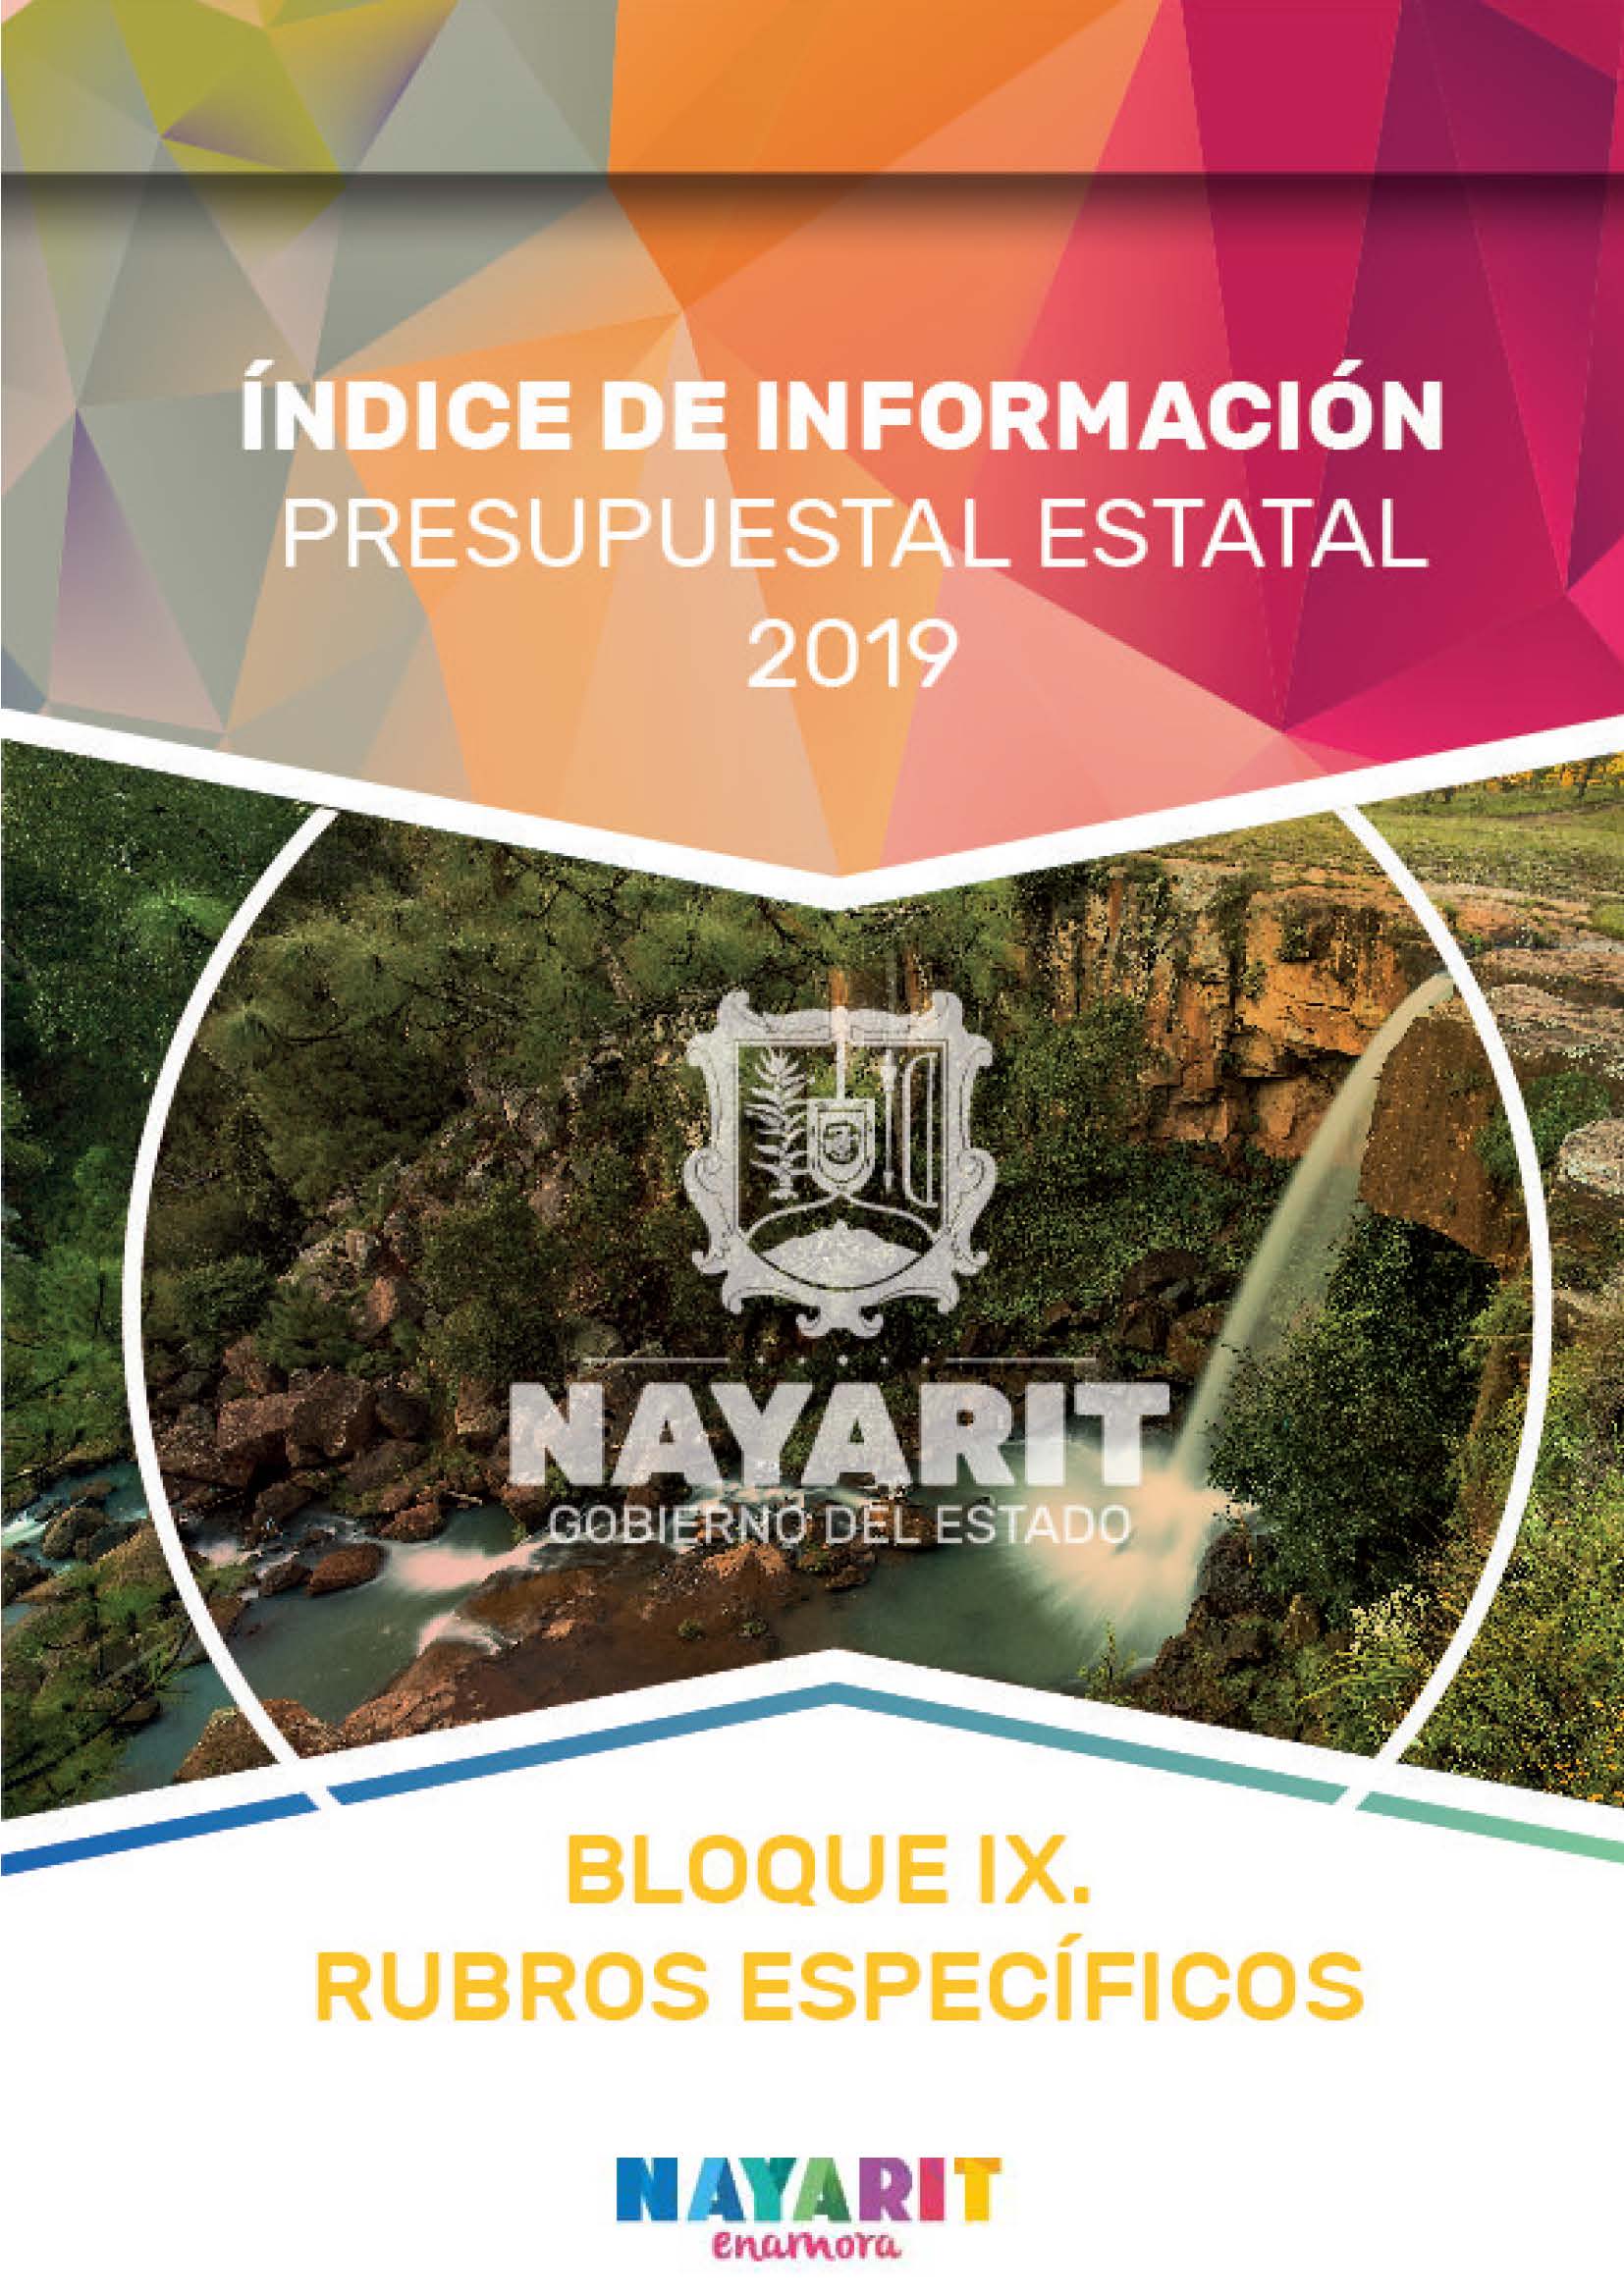 ÍNDICE DE INFORMACIÓN
PRESUPUESTAL ESTATAL
2019
NAYARIT
GOBIERNO DEL ESTADO
BLOQUE IX.
RUBROS ESPECÍFICOS
NAYARIT
enamora